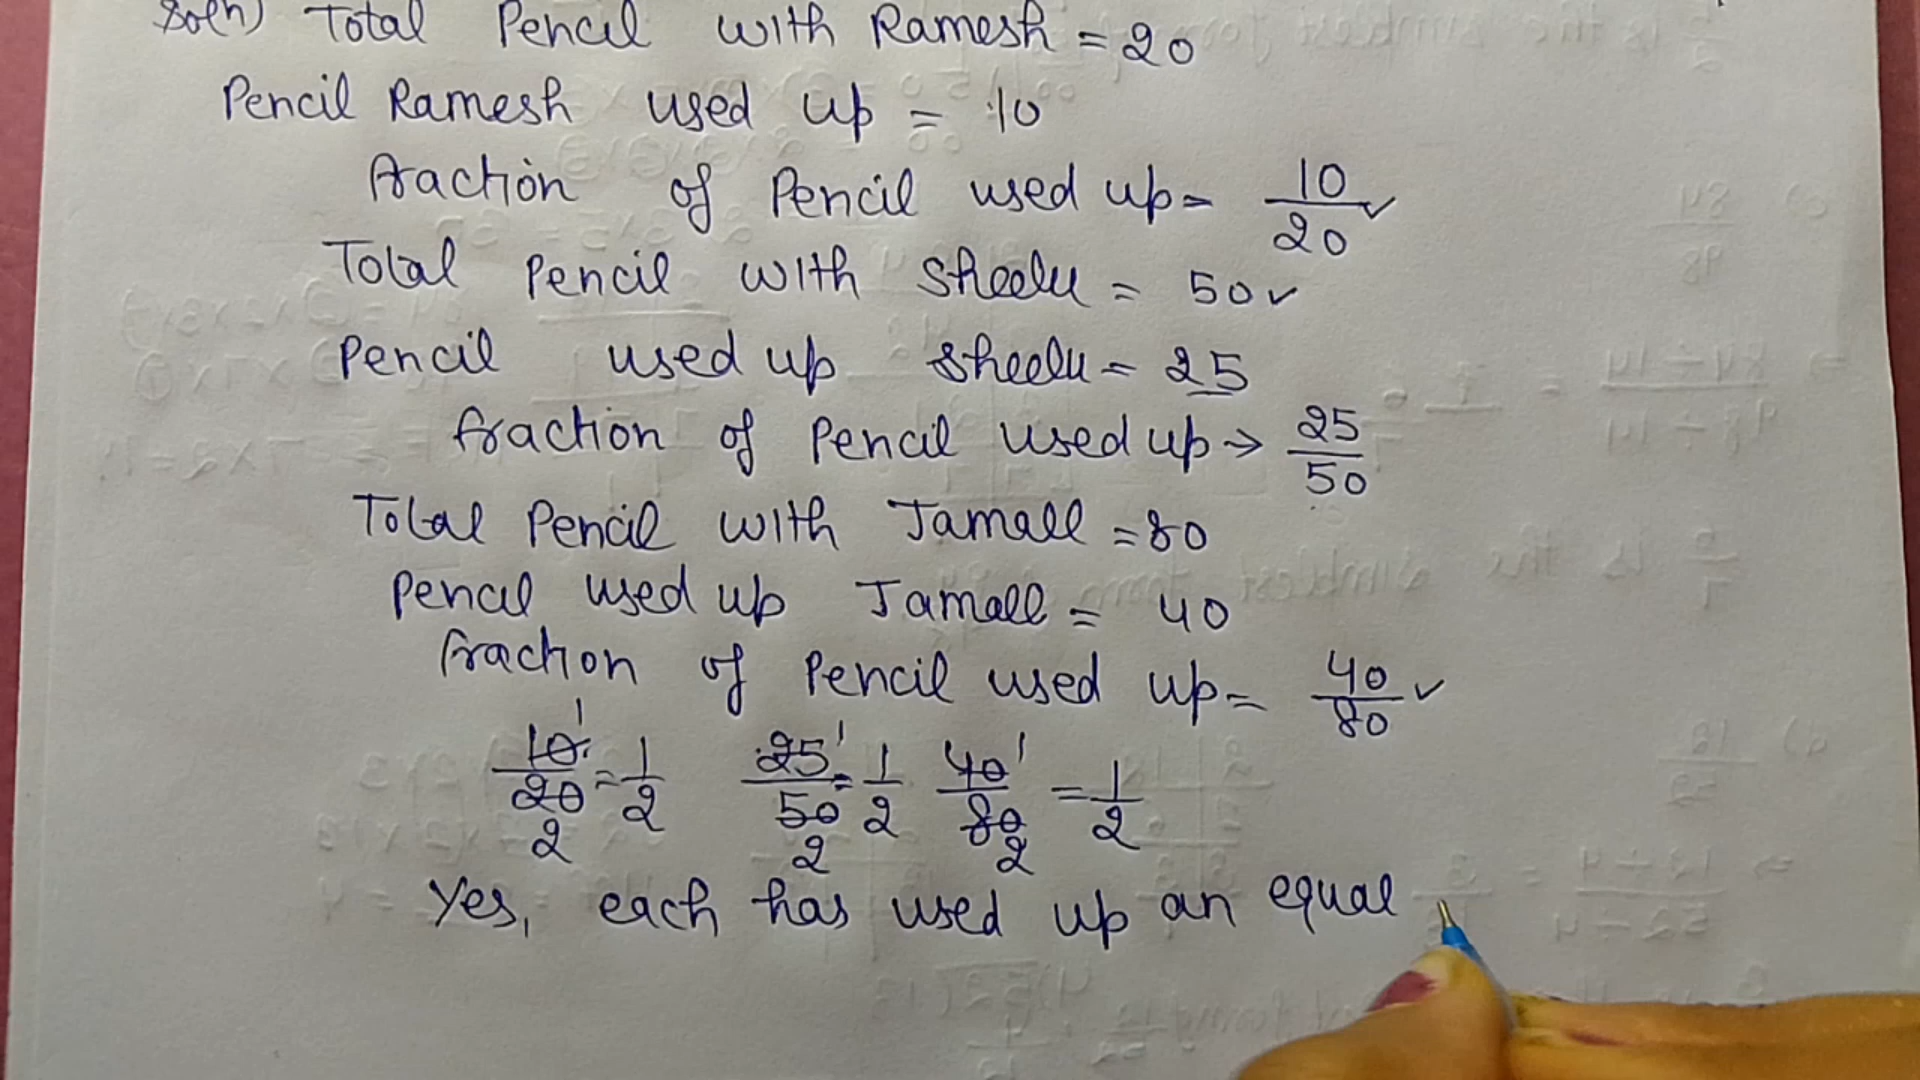 Soln) Total Pencil with Ramesh = 20
Pencil Ramesh used up = 10
fraction of Pencil used up = 10/20 ✓
Total Pencil with Sheelu = 50 ✓
Pencil used up Sheelu = 25
fraction of Pencil used up → 25/50
Total Pencil with Jamall = 80
Pencil used up Jamall = 40
fraction of Pencil used up = 40/80 ✓
10/20 = 1/2 25/50 = 1/2 40/80 = 1/2
Yes, each has used up an equal